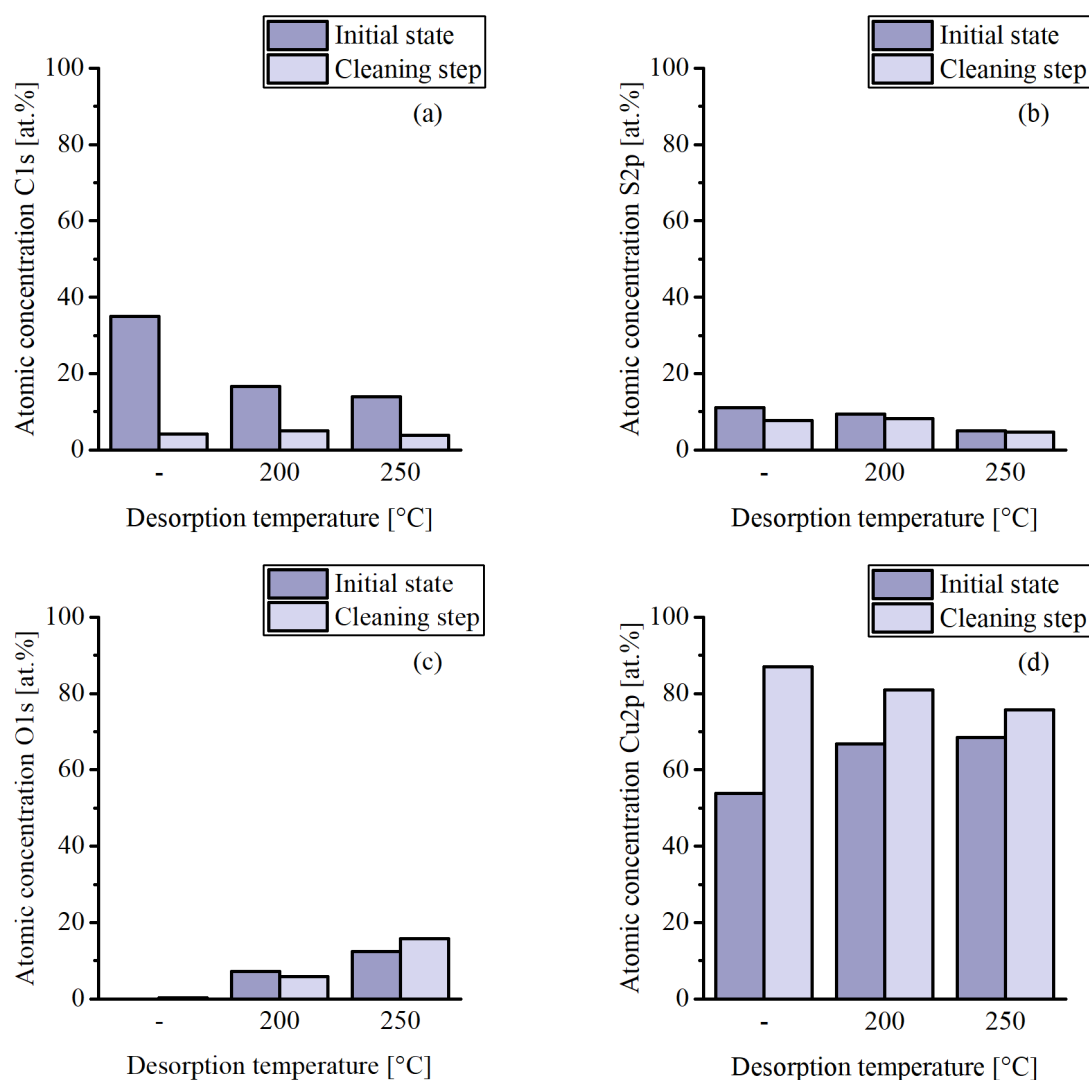 Initial state
Cleaning step
(a)
Atomic concentration C1s [at.%]
100
80
60
40
20
0
-
200
250
Desorption temperature [°C]
Initial state
Cleaning step
(b)
Atomic concentration S2p [at.%]
100
80
60
40
20
0
-
200
250
Desorption temperature [°C]
Initial state
Cleaning step
(c)
Atomic concentration O1s [at.%]
100
80
60
40
20
0
-
200
250
Desorption temperature [°C]
Initial state
Cleaning step
(d)
Atomic concentration Cu2p [at.%]
100
80
60
40
20
0
-
200
250
Desorption temperature [°C]